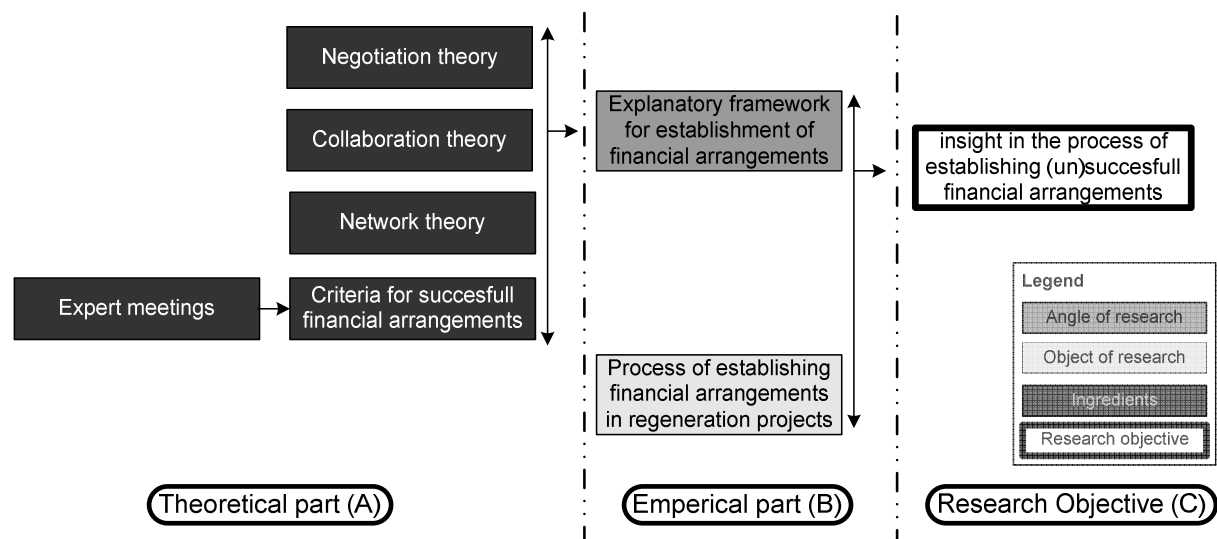 Negotiation theory
Collaboration theory
Network theory
Expert meetings
Criteria for succesfull
financial arrangements
Explanatory framework
for establishment of
financial arrangements
Process of establishing
financial arrangements
in regeneration projects
insight in the process of
establishing (un)succesfull
financial arrangements
Legend
Angle of research
Object of research
Ingredients
Research objective
Theoretical part (A)
Emperical part (B)
Research Objective (C)